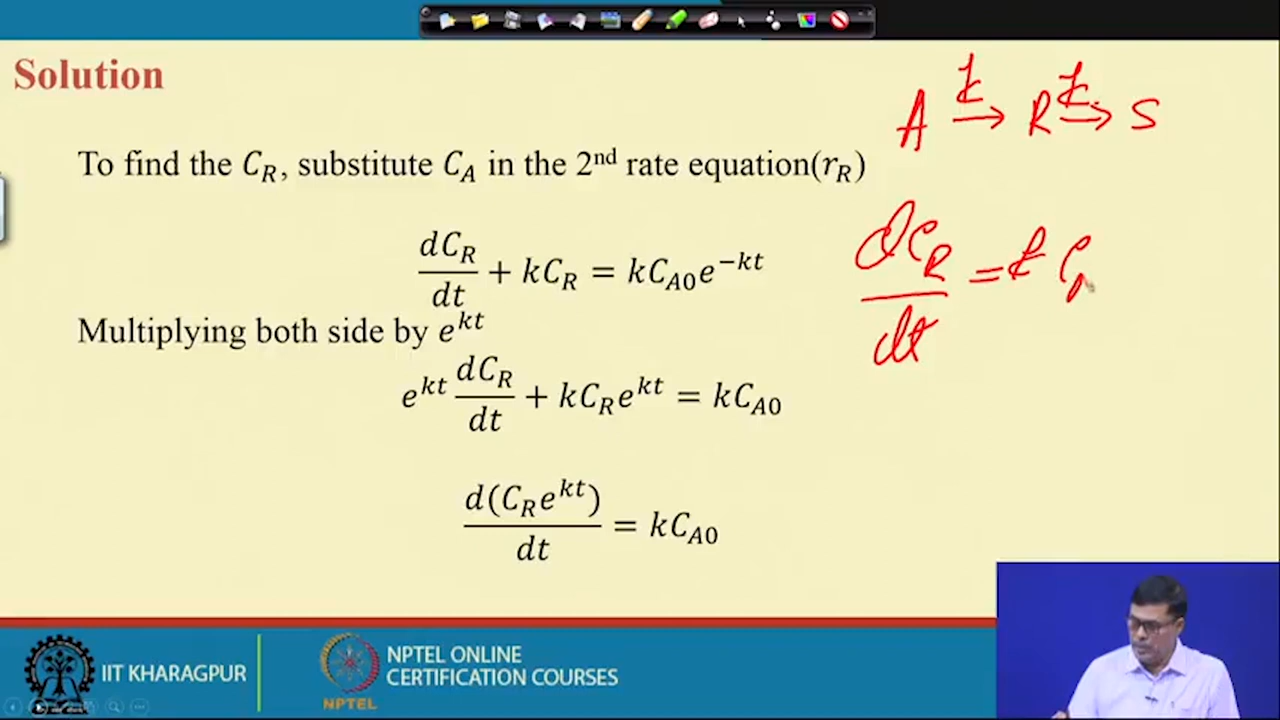 Solution
A k→ R k→ S
To find the C_R, substitute C_A in the 2nd rate equation(r_R)
dC_R/dt + kC_R = kC_A0 e^−kt
dC_R/dt = k C
Multiplying both side by e^kt
e^kt dC_R/dt + kC_R e^kt = kC_A0
d(C_R e^kt)/dt = kC_A0
IIT KHARAGPUR
NPTEL
NPTEL ONLINE
CERTIFICATION COURSES